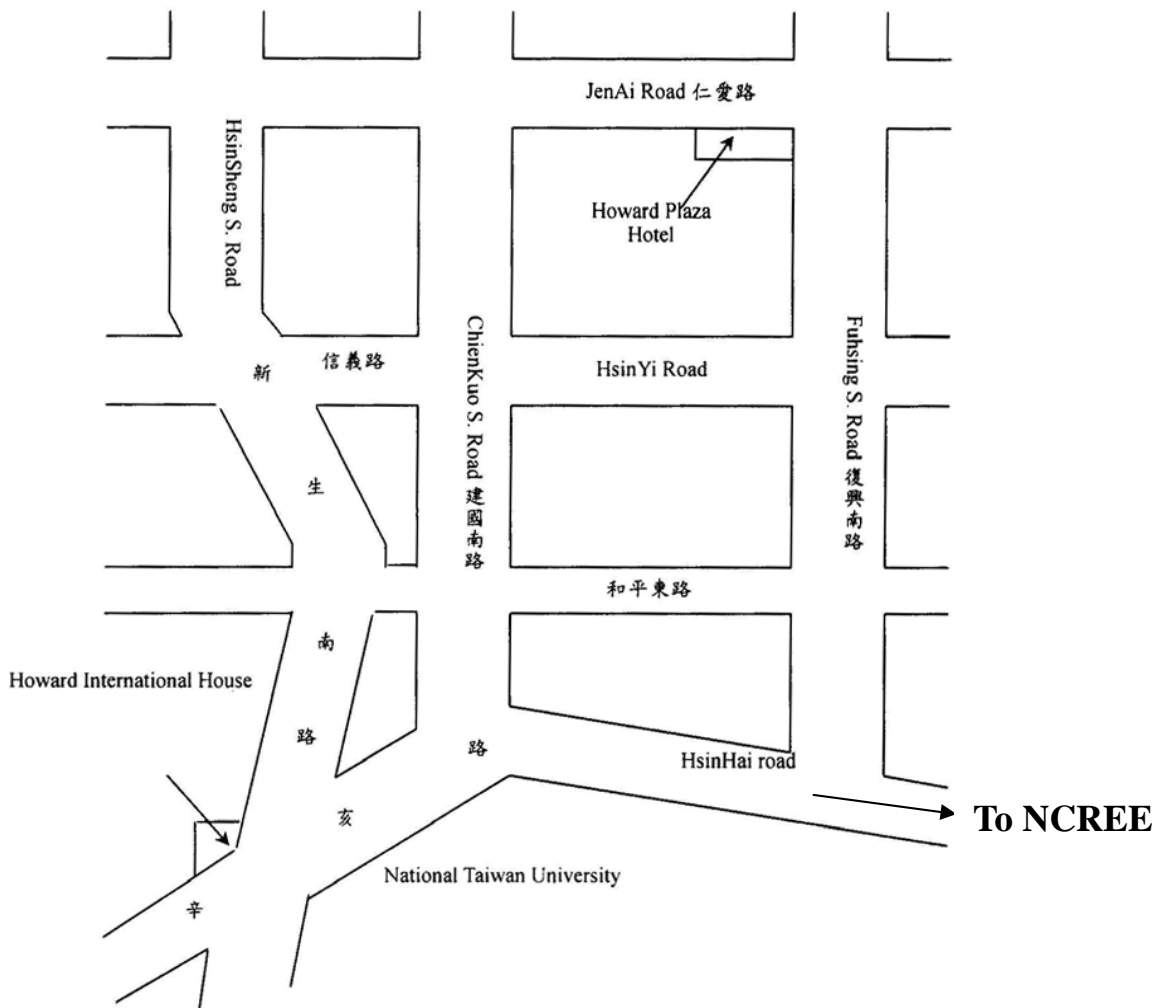 JenAi Road 仁愛路
HsinSheng S. Road
Howard Plaza
Hotel
信義路
HsinYi Road
ChienKuo S. Road 建國南路
Fuhsing S. Road 復興南路
新
生
南
路
和平東路
Howard International House
HsinHai road
To NCREE
辛
亥
路
National Taiwan University